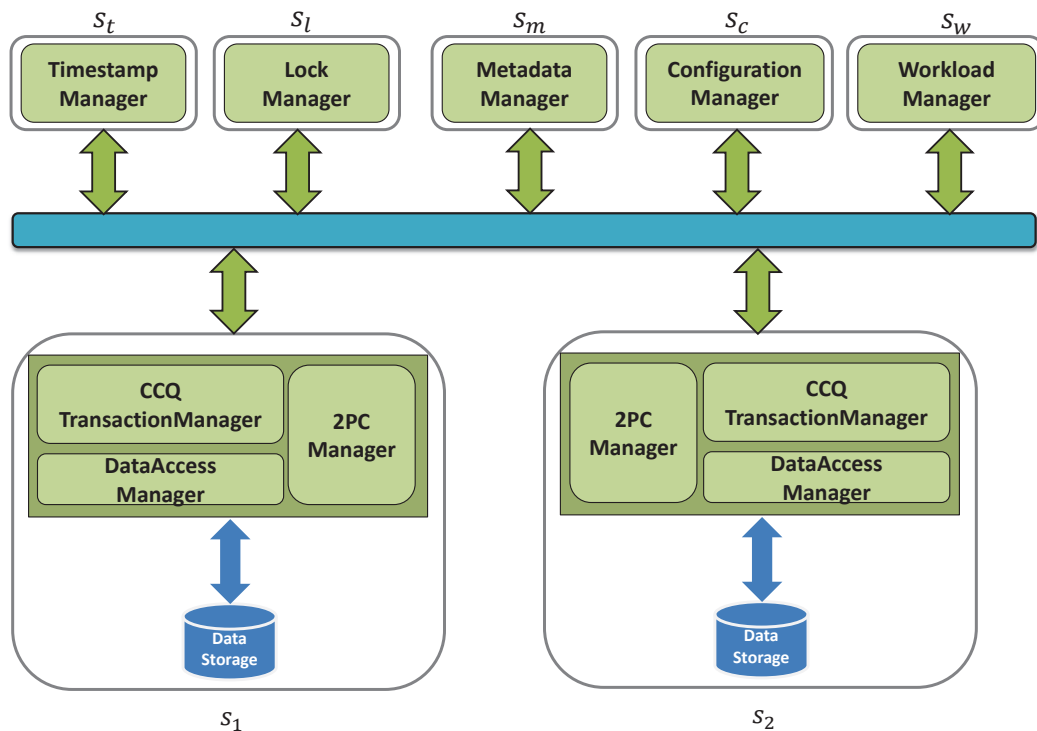 s_t
s_l
s_m
s_c
s_w
Timestamp
Manager
Lock
Manager
Metadata
Manager
Configuration
Manager
Workload
Manager
CCQ
TransactionManager
DataAccess
Manager
2PC
Manager
2PC
Manager
CCQ
TransactionManager
DataAccess
Manager
Data
Storage
Data
Storage
s_1
s_2